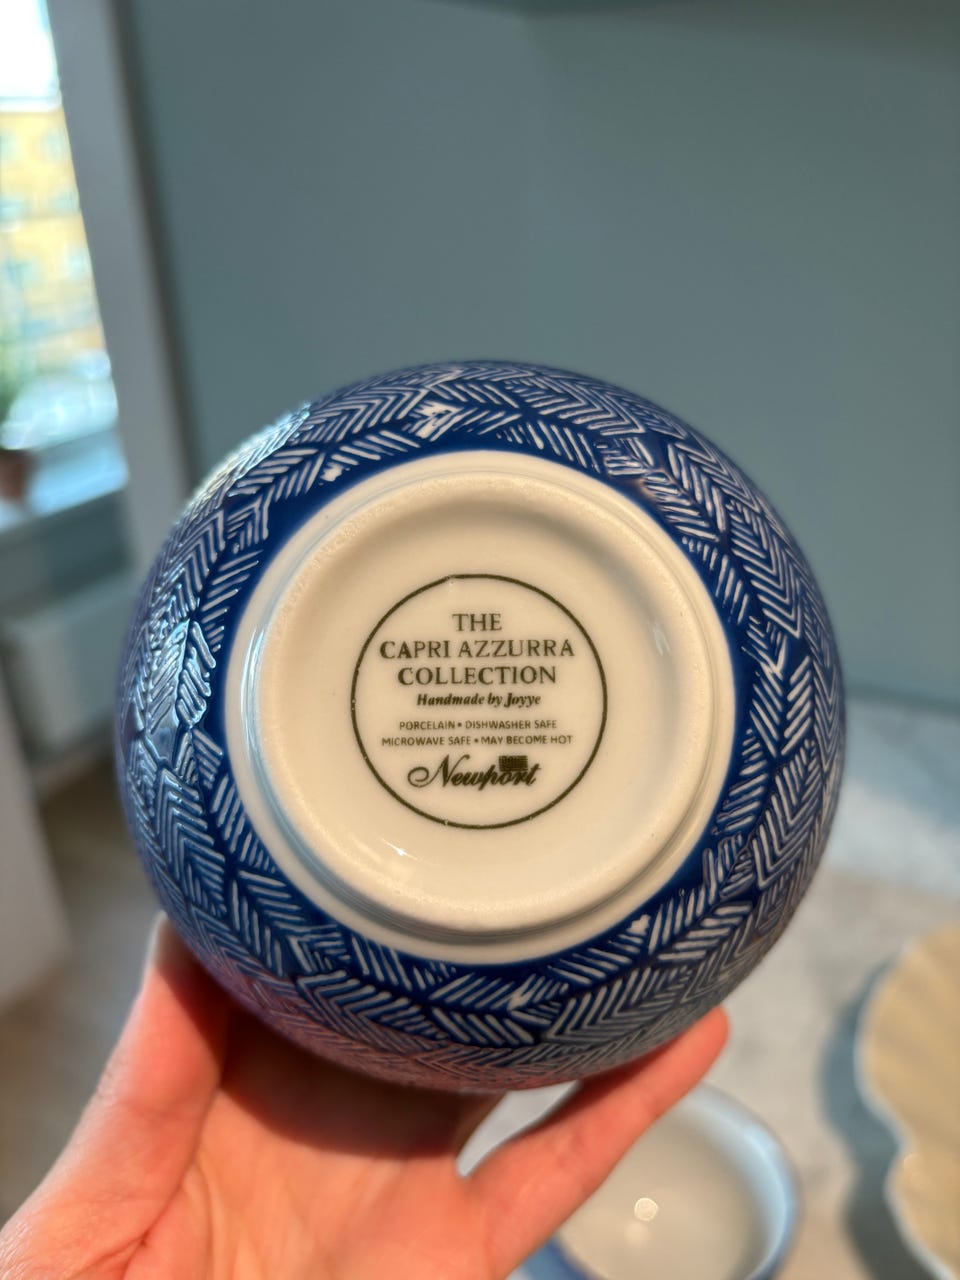 THE
CAPRI AZZURRA
COLLECTION
Handmade by Joyye
PORCELAIN • DISHWASHER SAFE
MICROWAVE SAFE • MAY BECOME HOT
Newport